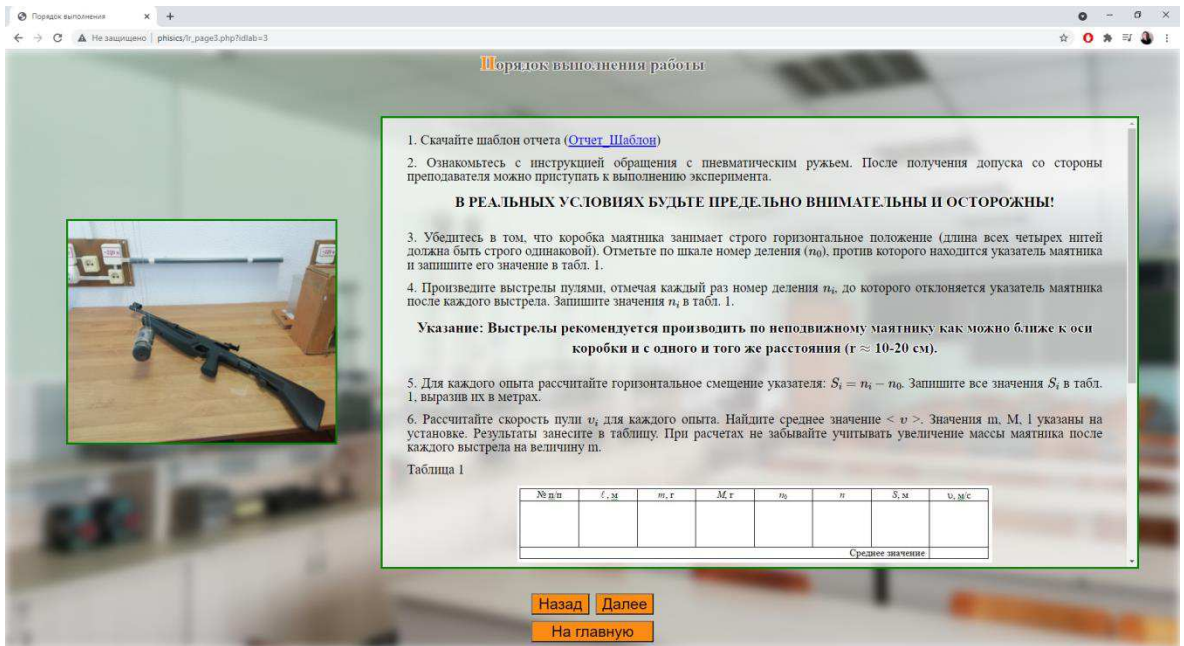 Порядок выполнения
Не защищено | phisics/lr_page3.php?idlab=3
Порядок выполнения работы
1. Скачайте шаблон отчета (Отчет_Шаблон)
2. Ознакомьтесь с инструкцией обращения с пневматическим ружьем. После получения допуска со стороны
преподавателя можно приступать к выполнению эксперимента.
В РЕАЛЬНЫХ УСЛОВИЯХ БУДЬТЕ ПРЕДЕЛЬНО ВНИМАТЕЛЬНЫ И ОСТОРОЖНЫ!
3. Убедитесь в том, что коробка маятника занимает строго горизонтальное положение (длина всех четырех нитей
должна быть строго одинаковой). Отметьте по шкале номер деления (n₀), против которого находится указатель маятника
и запишите его значение в табл. 1.
4. Произведите выстрелы пулями, отмечая каждый раз номер деления nᵢ, до которого отклоняется указатель маятника
после каждого выстрела. Запишите значения nᵢ в табл. 1.
Указание: Выстрелы рекомендуется производить по неподвижному маятнику как можно ближе к оси
коробки и с одного и того же расстояния (r ≈ 10-20 см).
5. Для каждого опыта рассчитайте горизонтальное смещение указателя: Sᵢ = nᵢ − n₀. Запишите все значения Sᵢ в табл.
1, выразив их в метрах.
6. Рассчитайте скорость пули υᵢ для каждого опыта. Найдите среднее значение < υ >. Значения m, M, l указаны на
установке. Результаты занесите в таблицу. При расчетах не забывайте учитывать увеличение массы маятника после
каждого выстрела на величину m.
Таблица 1
№ п/п ℓ, м m, г M, г n₀ n S, м υ, м/с
Среднее значение
Назад Далее
На главную